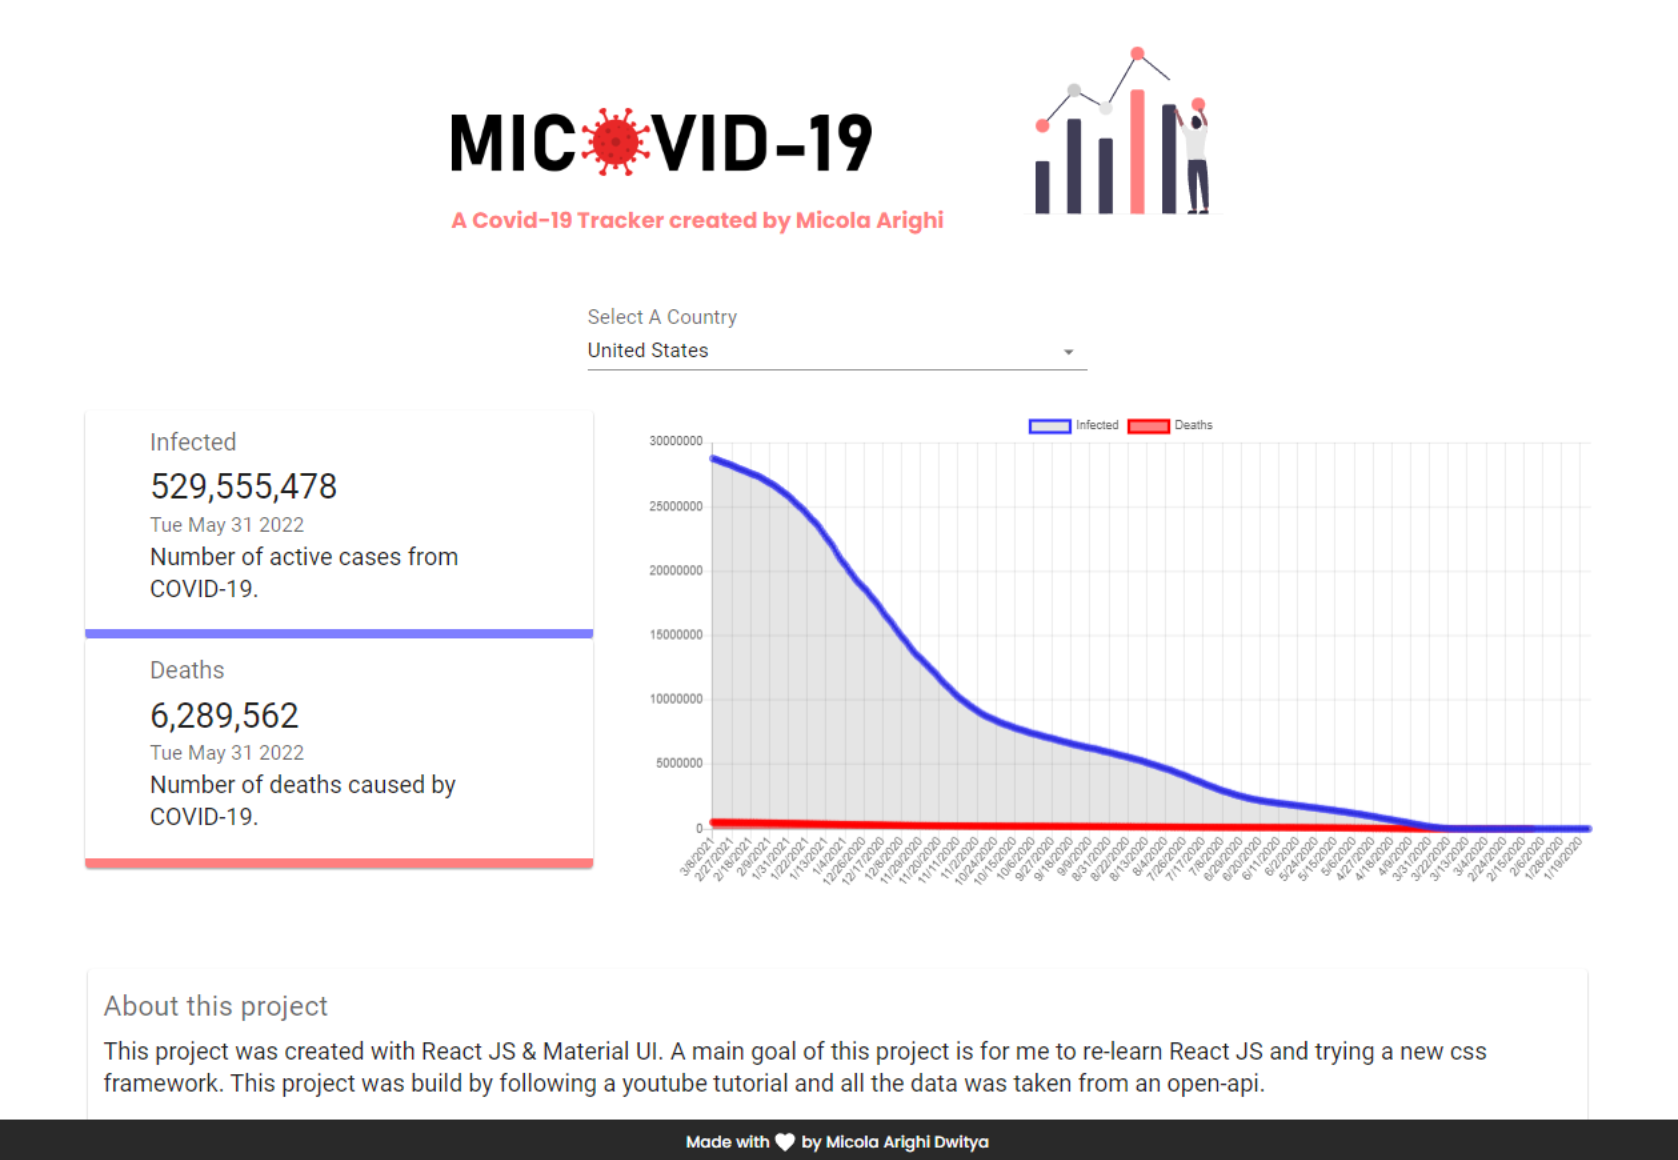 MICOVID-19
A Covid-19 Tracker created by Micola Arighi
Select A Country
United States
Infected
529,555,478
Tue May 31 2022
Number of active cases from
COVID-19.
Deaths
6,289,562
Tue May 31 2022
Number of deaths caused by
COVID-19.
Infected Deaths
30000000
25000000
20000000
15000000
10000000
5000000
0
3/8/2021 2/27/2021 2/18/2021 2/9/2021 1/31/2021 1/22/2021 1/13/2021 1/4/2021 12/26/2020 12/17/2020 12/8/2020 11/29/2020 11/20/2020 11/11/2020 11/2/2020 10/24/2020 10/15/2020 10/6/2020 9/27/2020 9/18/2020 9/9/2020 8/31/2020 8/22/2020 8/13/2020 8/4/2020 7/26/2020 7/17/2020 7/8/2020 6/29/2020 6/20/2020 6/11/2020 6/2/2020 5/24/2020 5/15/2020 5/6/2020 4/27/2020 4/18/2020 4/9/2020 3/31/2020 3/22/2020 3/13/2020 3/4/2020 2/24/2020 2/15/2020 2/6/2020 1/28/2020 1/19/2020
About this project
This project was created with React JS & Material UI. A main goal of this project is for me to re-learn React JS and trying a new css
framework. This project was build by following a youtube tutorial and all the data was taken from an open-api.
Made with 🤍 by Micola Arighi Dwitya